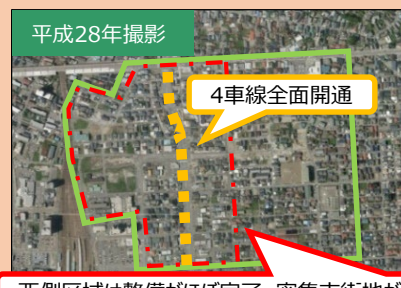 平成28年撮影
4車線全面開通
西側区域は整備がほぼ完了 密集市街地が